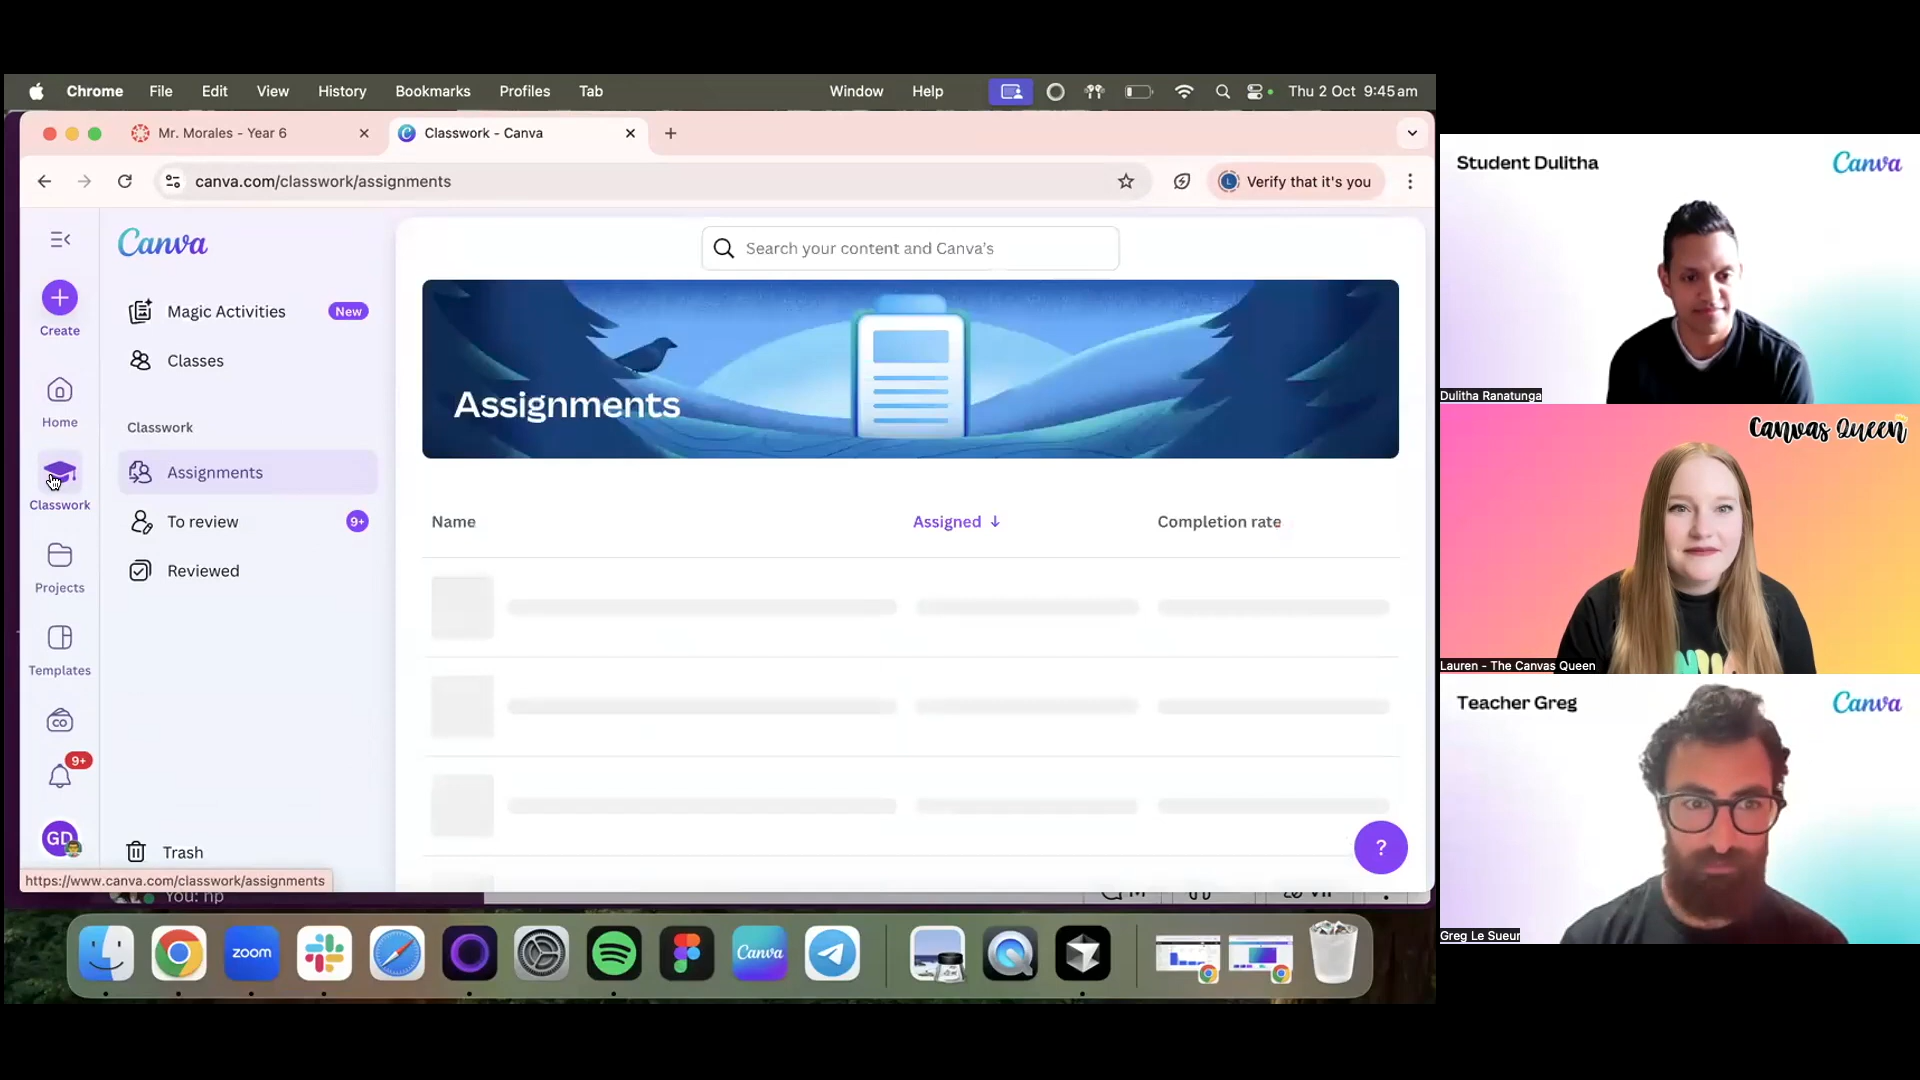 Chrome File Edit View History Bookmarks Profiles Tab Window Help Thu 2 Oct 9:45 am
Mr. Morales - Year 6
Classwork - Canva
canva.com/classwork/assignments
Verify that it's you
Canva
Search your content and Canva's
Create
Magic Activities New
Classes
Home
Classwork
Assignments
To review 9+
Reviewed
Classwork
Projects
Templates
CO
9+
GD
Trash
https://www.canva.com/classwork/assignments
Assignments
Name Assigned ↓ Completion rate
?
You: np
zoom
Canva
Student Dulitha Canva
Dulitha Ranatunga
Canvas Queen
Lauren - The Canvas Queen
Teacher Greg Canva
Greg Le Sueur